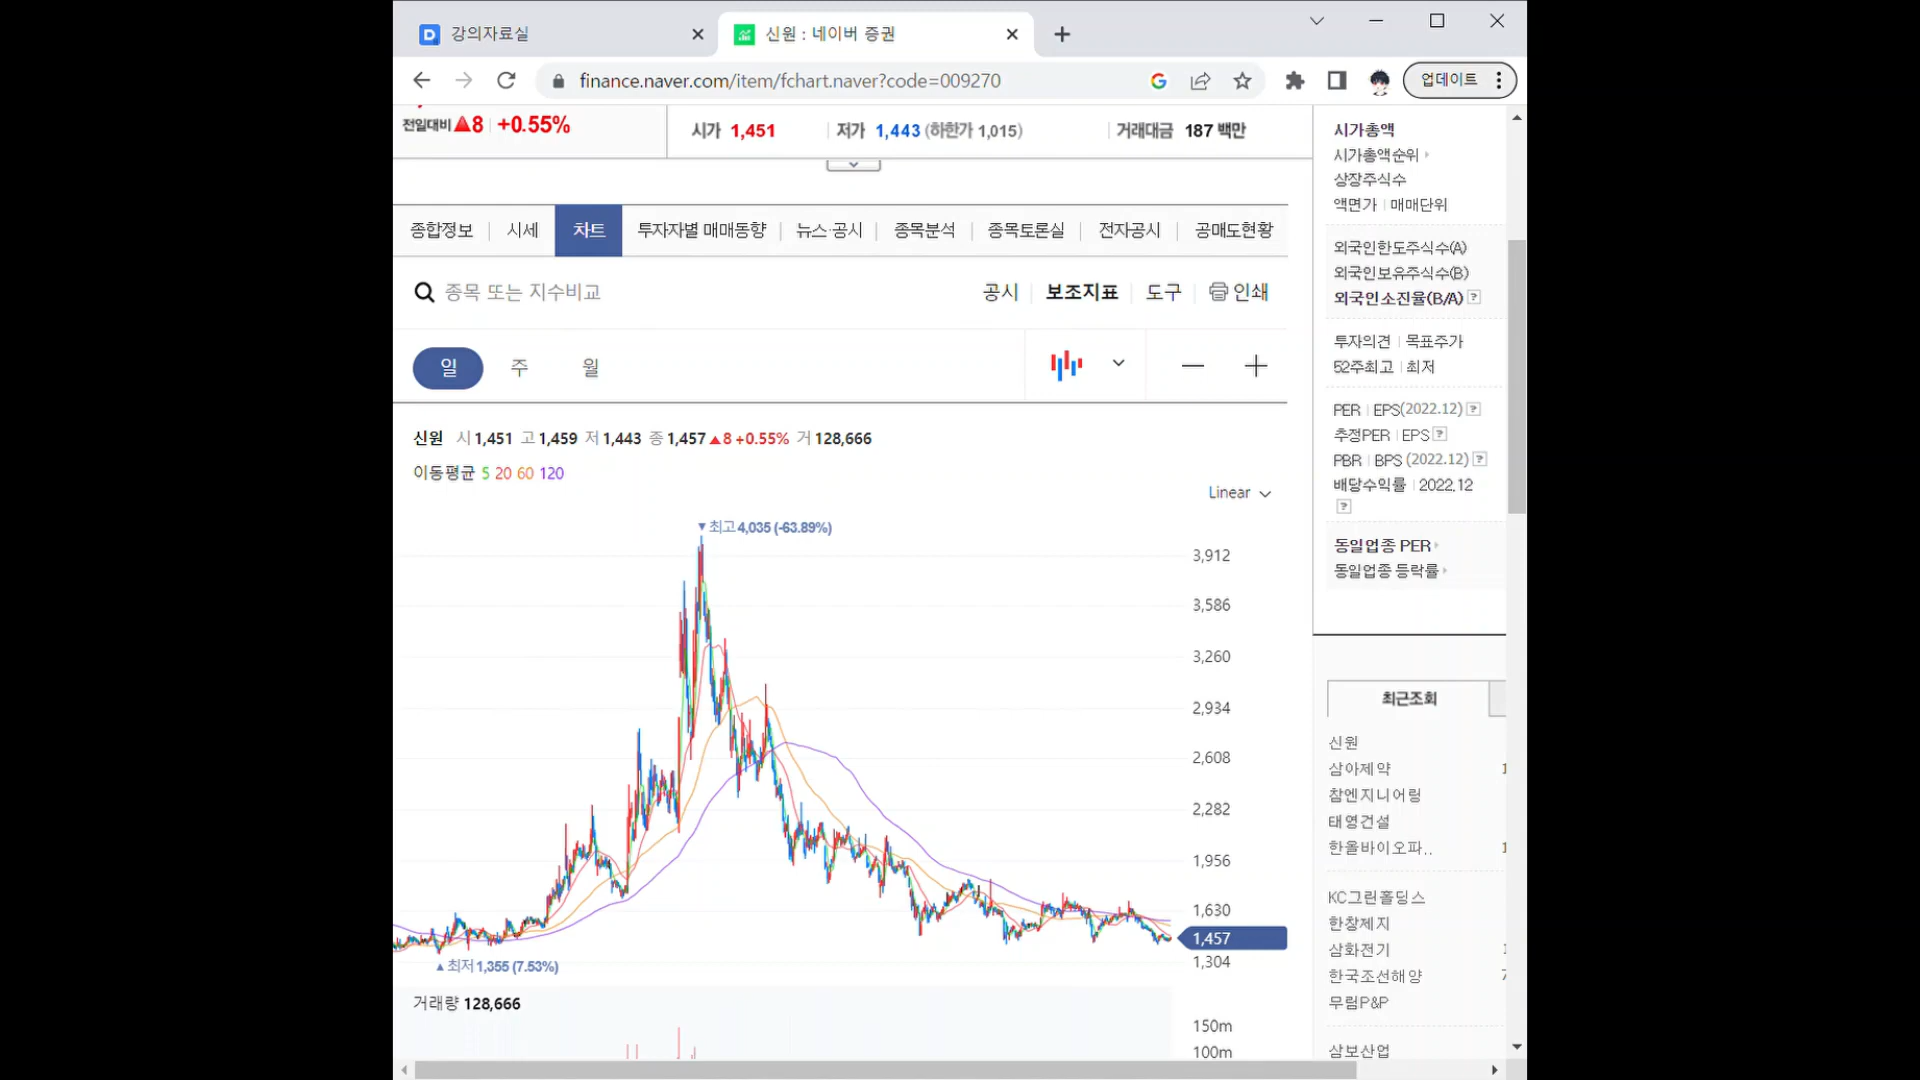 강의자료실
신원 : 네이버 증권
finance.naver.com/item/fchart.naver?code=009270
업데이트
전일대비 ▲8 +0.55%
시가 1,451
저가 1,443 (하한가 1,015)
거래대금 187 백만
종합정보 시세 차트 투자자별 매매동향 뉴스·공시 종목분석 종목토론실 전자공시 공매도현황
종목 또는 지수비교
공시 보조지표 도구 인쇄
일 주 월
신원 시 1,451 고 1,459 저 1,443 종 1,457 ▲8 +0.55% 거 128,666
이동평균 5 20 60 120
Linear
▼최고 4,035 (-63.89%)
3,912
3,586
3,260
2,934
2,608
2,282
1,956
1,630
1,457
1,304
▲최저 1,355 (7.53%)
거래량 128,666
150m
100m
시가총액
시가총액순위
상장주식수
액면가 매매단위
외국인한도주식수(A)
외국인보유주식수(B)
외국인소진율(B/A) ?
투자의견 목표주가
52주최고 최저
PER EPS(2022.12) ?
추정PER EPS ?
PBR BPS (2022.12) ?
배당수익률 2022.12
?
동일업종 PER
동일업종 등락률
최근조회
신원
삼아제약 1
참엔지니어링
태영건설
한올바이오파.. 1
KC그린홀딩스
한창제지
삼화전기
한국조선해양
무림P&P
삼보산업